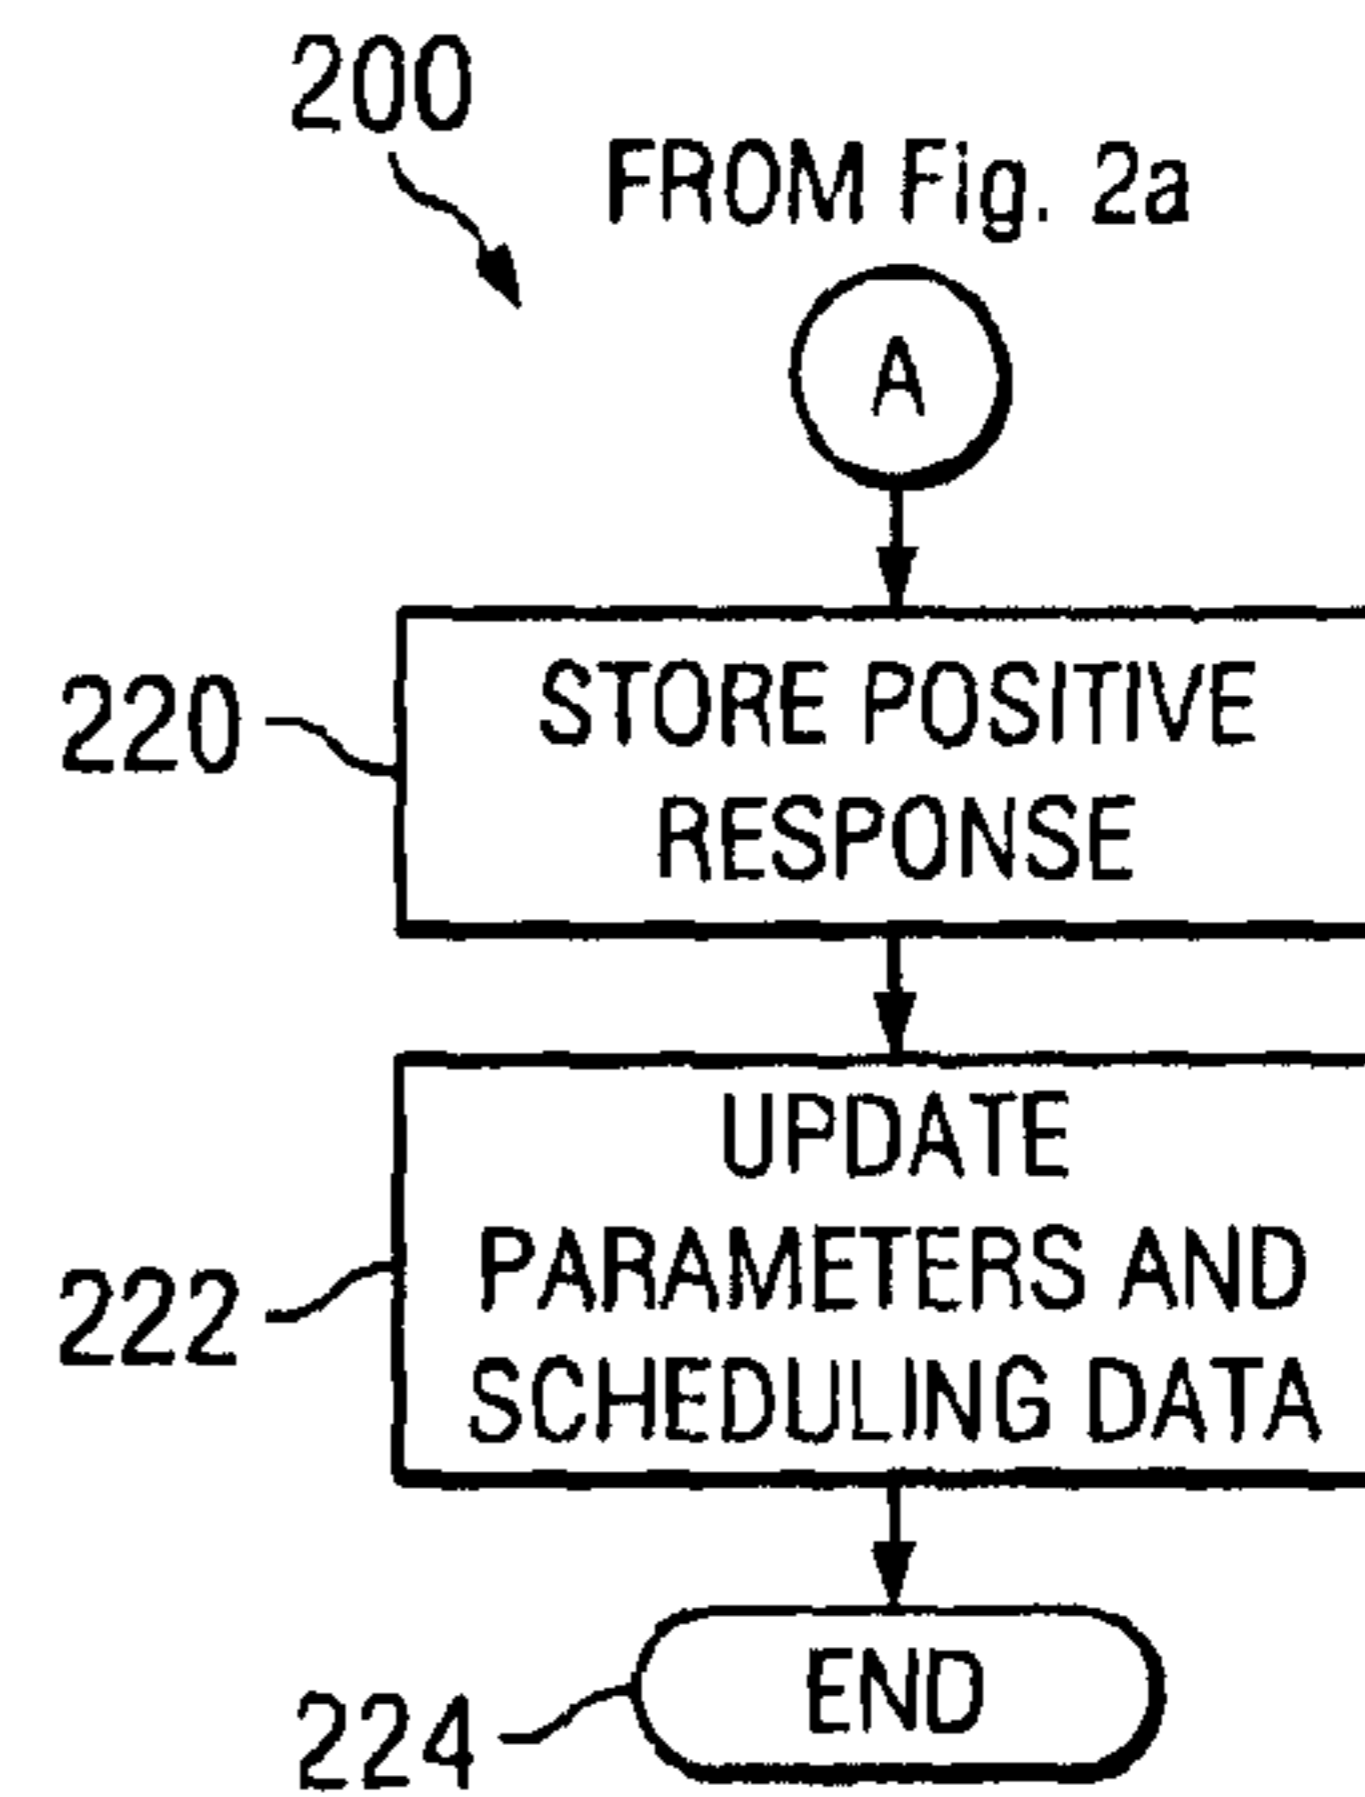 200
FROM Fig. 2a
A
220
STORE POSITIVE
RESPONSE
222
UPDATE
PARAMETERS AND
SCHEDULING DATA
224
END